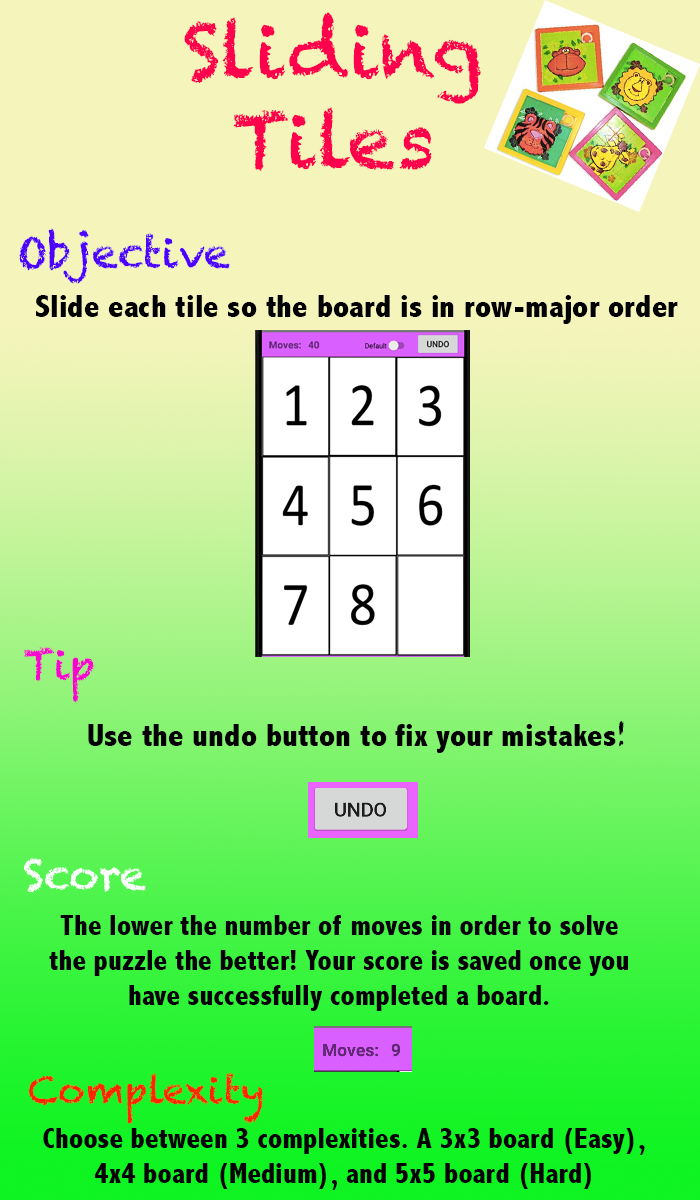 Sliding
Tiles
Objective
Slide each tile so the board is in row-major order
Moves: 40 Default UNDO
1 2 3
4 5 6
7 8
Tip
Use the undo button to fix your mistakes!
UNDO
Score
The lower the number of moves in order to solve
the puzzle the better! Your score is saved once you
have successfully completed a board.
Moves: 9
Complexity
Choose between 3 complexities. A 3x3 board (Easy),
4x4 board (Medium), and 5x5 board (Hard)